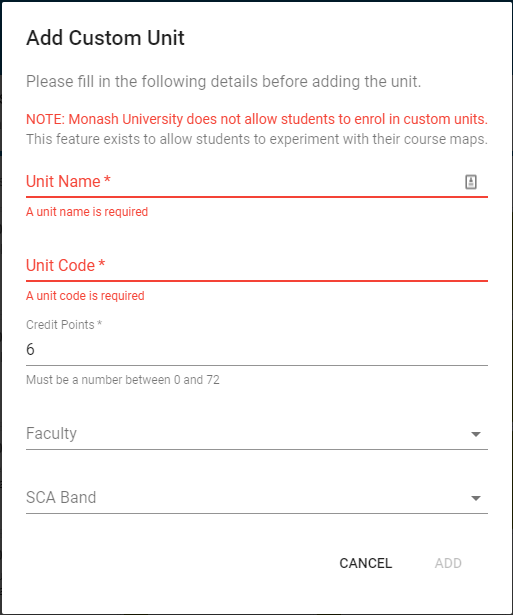 Add Custom Unit
Please fill in the following details before adding the unit.
NOTE: Monash University does not allow students to enrol in custom units.
This feature exists to allow students to experiment with their course maps.
Unit Name *
A unit name is required
Unit Code *
A unit code is required
Credit Points *
6
Must be a number between 0 and 72
Faculty
SCA Band
CANCEL ADD